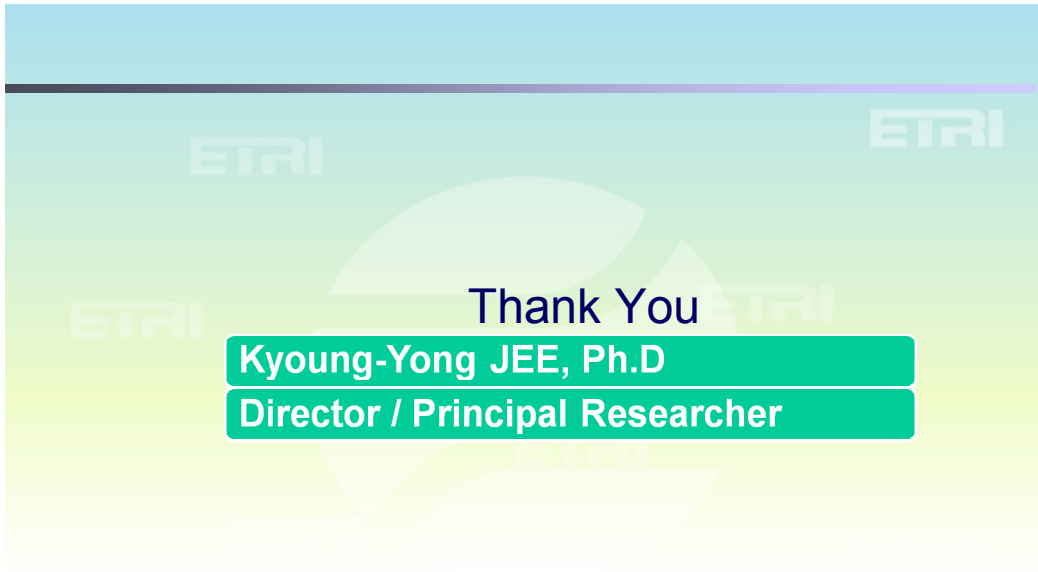 ETRI
ETRI
Thank You
ETRI
ETRI
Kyoung-Yong JEE, Ph.D
Director / Principal Researcher
ETRI